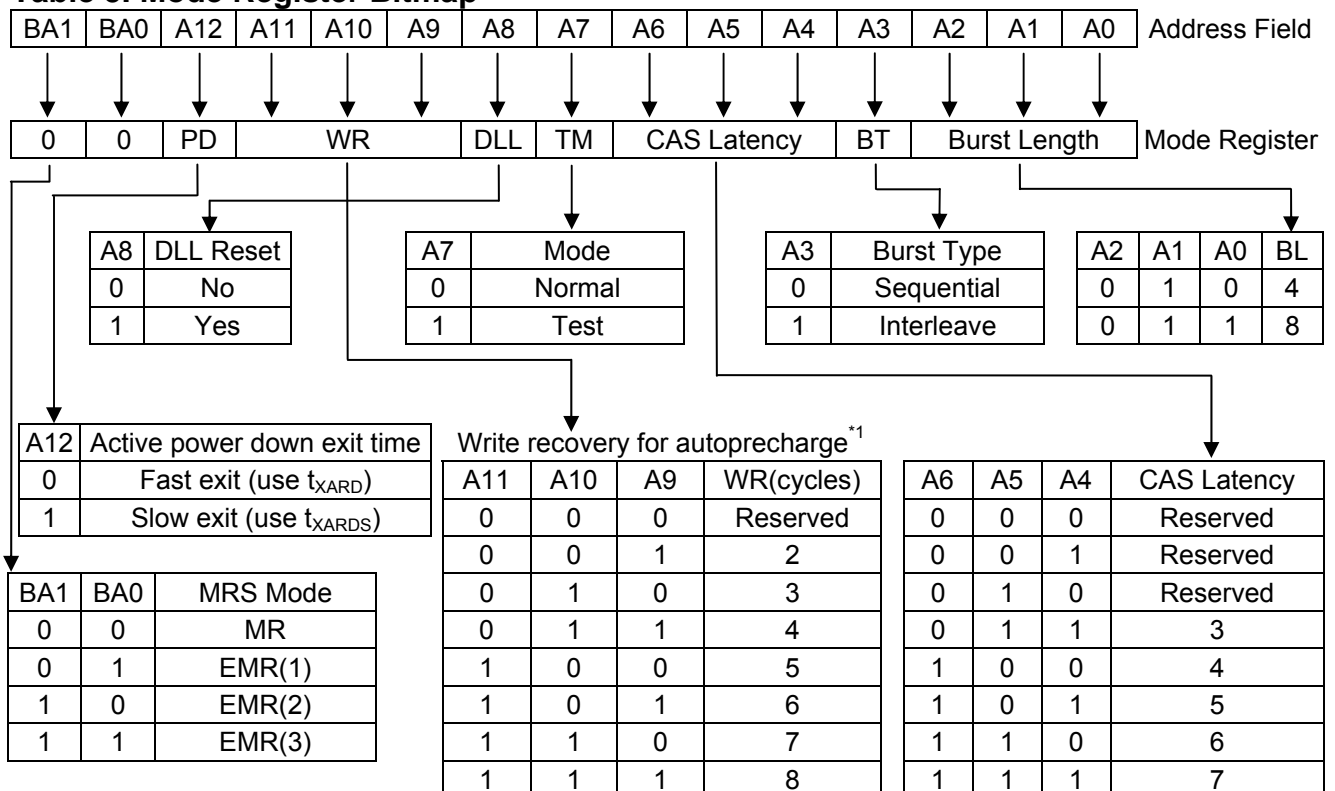 Table 5. Mode Register Bitmap
BA1 BA0 A12 A11 A10 A9 A8 A7 A6 A5 A4 A3 A2 A1 A0 Address Field
0 0 PD WR DLL TM CAS Latency BT Burst Length Mode Register
A8 DLL Reset
0 No
1 Yes
A7 Mode
0 Normal
1 Test
A3 Burst Type
0 Sequential
1 Interleave
A2 A1 A0 BL
0 1 0 4
0 1 1 8
A12 Active power down exit time
0 Fast exit (use tXARD)
1 Slow exit (use tXARDS)
BA1 BA0 MRS Mode
0 0 MR
0 1 EMR(1)
1 0 EMR(2)
1 1 EMR(3)
Write recovery for autoprecharge*1
A11 A10 A9 WR(cycles)
0 0 0 Reserved
0 0 1 2
0 1 0 3
0 1 1 4
1 0 0 5
1 0 1 6
1 1 0 7
1 1 1 8
A6 A5 A4 CAS Latency
0 0 0 Reserved
0 0 1 Reserved
0 1 0 Reserved
0 1 1 3
1 0 0 4
1 0 1 5
1 1 0 6
1 1 1 7